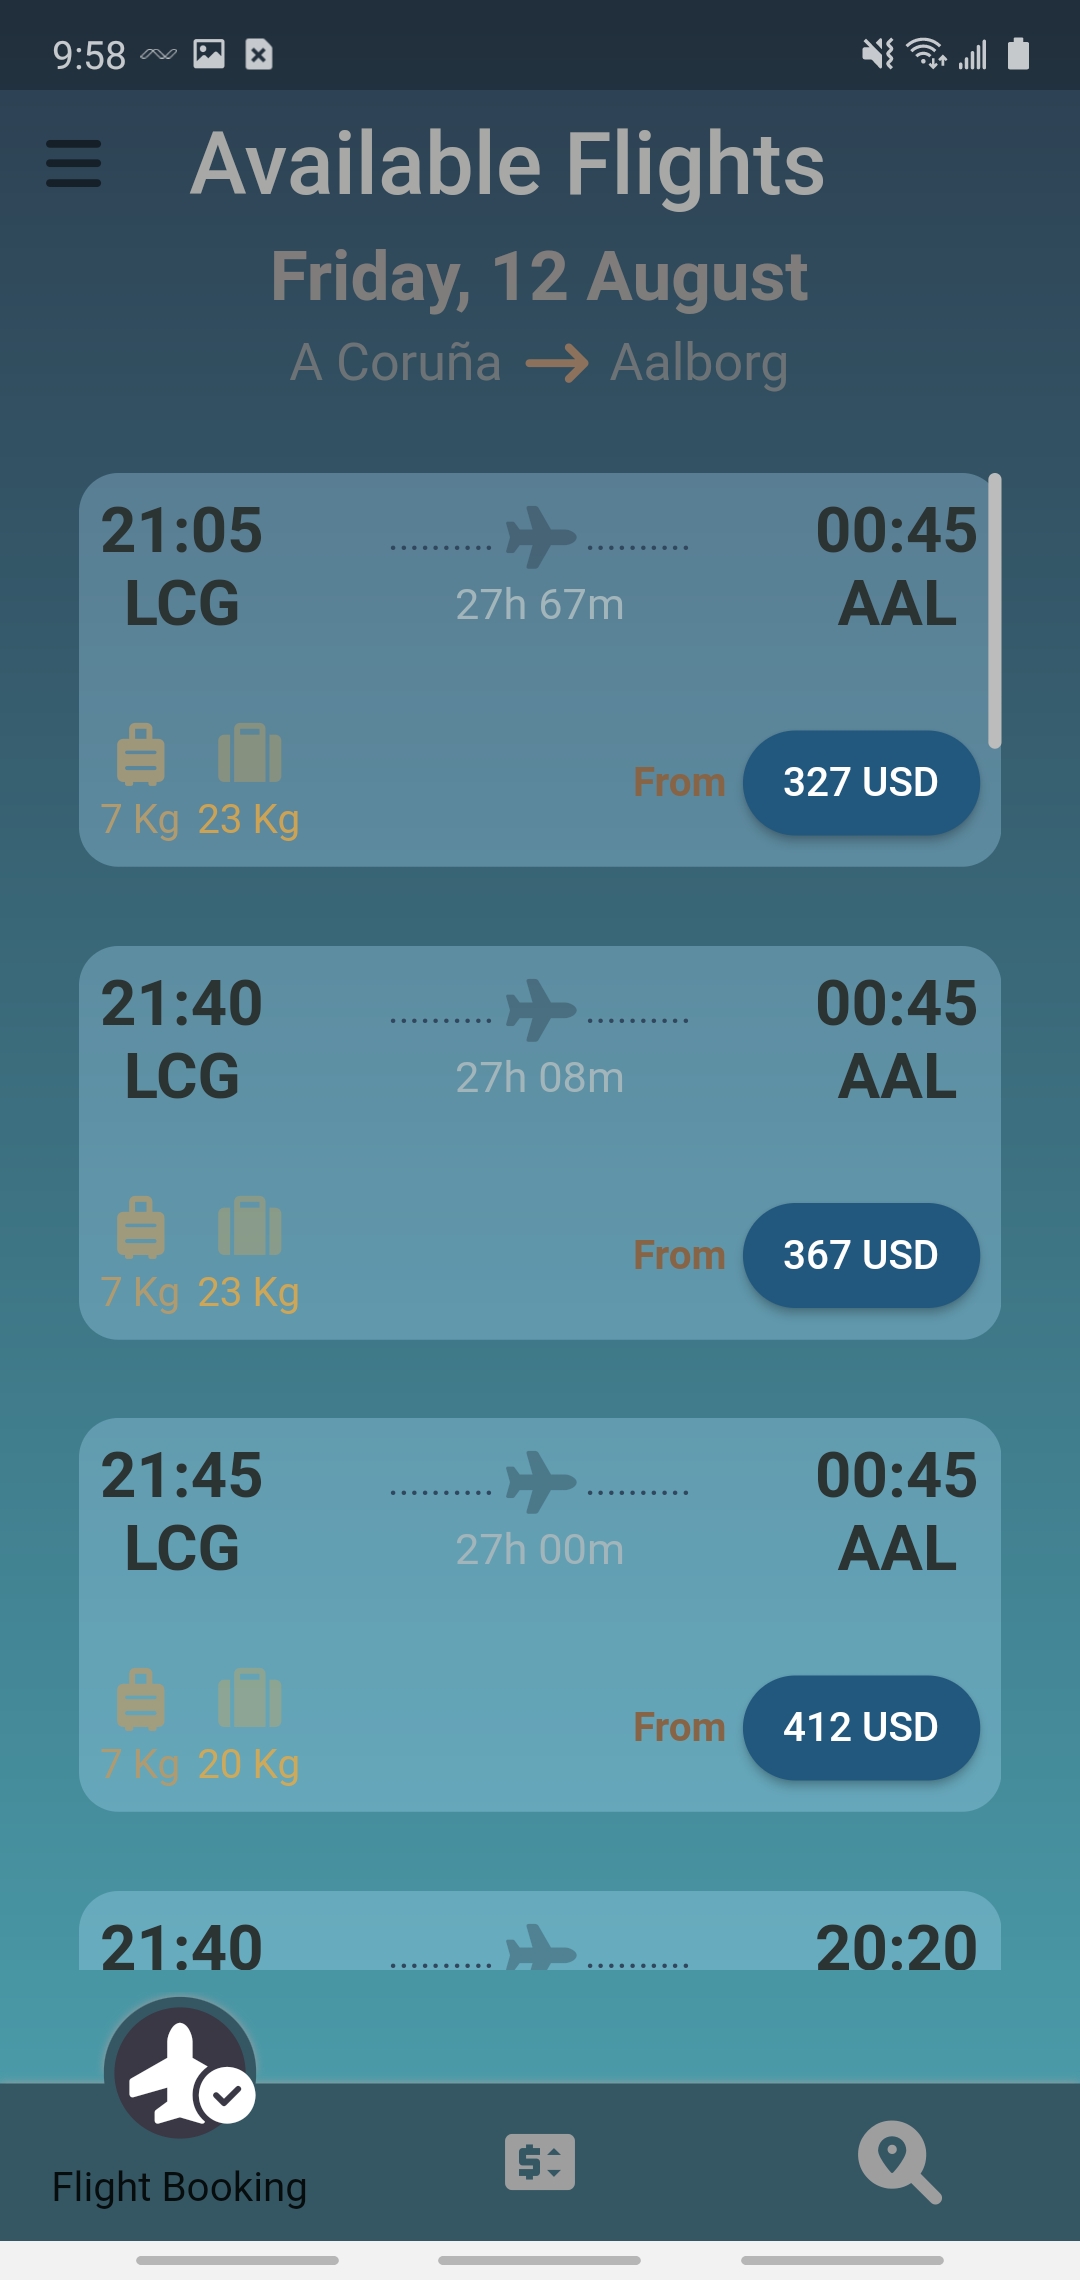 9:58
Available Flights
Friday, 12 August
A Coruña → Aalborg
21:05 .......... .......... 00:45
LCG 27h 67m AAL
7 Kg 23 Kg From 327 USD
21:40 .......... .......... 00:45
LCG 27h 08m AAL
7 Kg 23 Kg From 367 USD
21:45 .......... .......... 00:45
LCG 27h 00m AAL
7 Kg 20 Kg From 412 USD
21:40 .......... .......... 20:20
Flight Booking